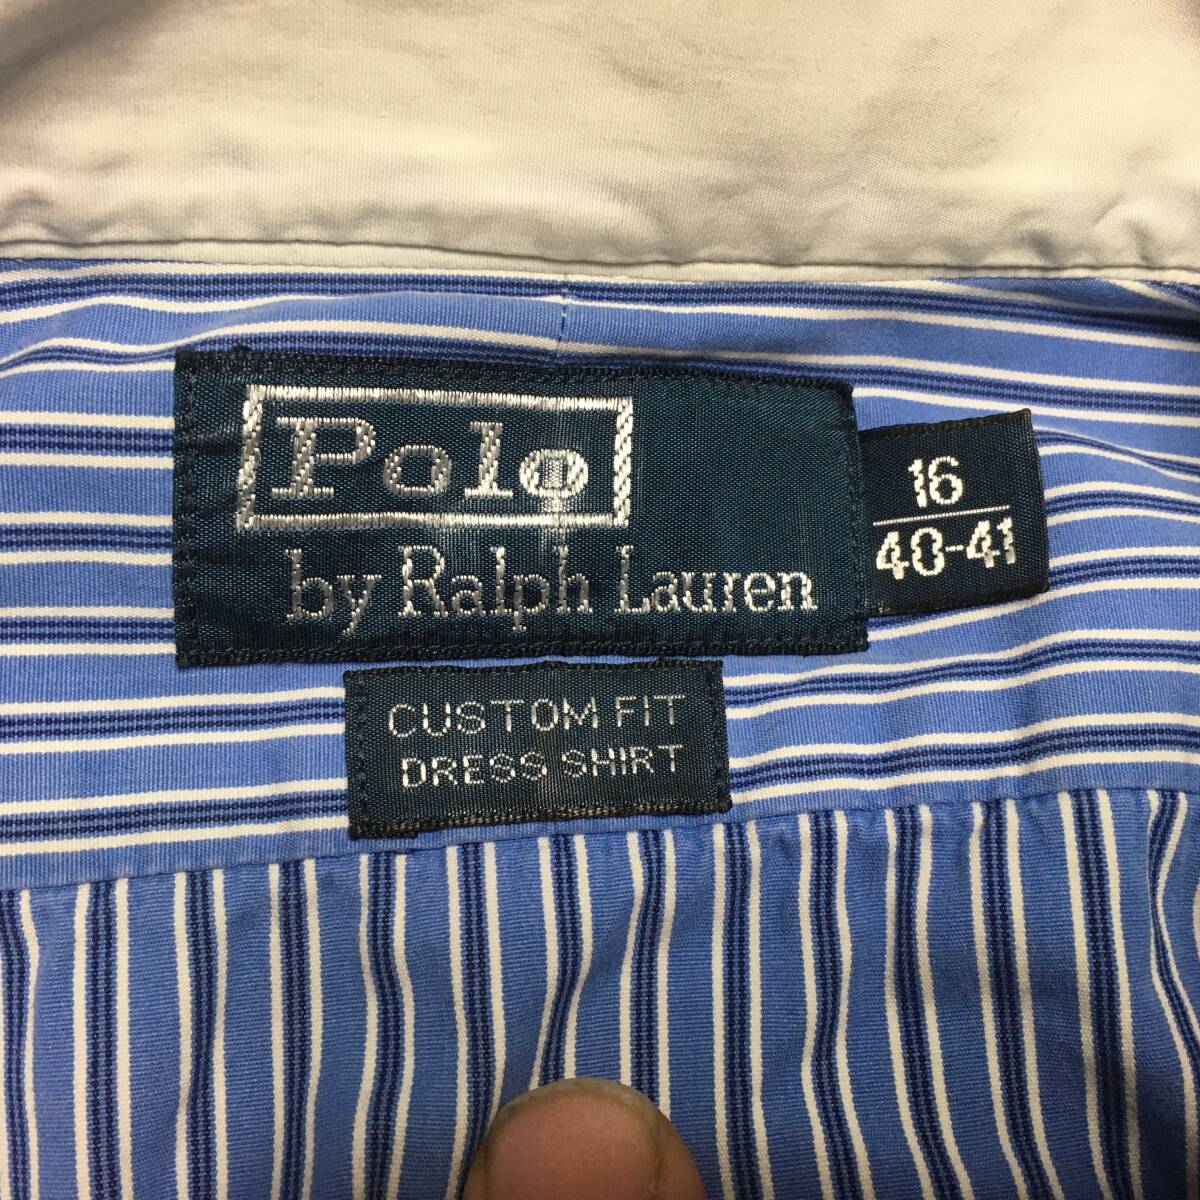 Polo
by Ralph Lauren
16
40-41
CUSTOM FIT
DRESS SHIRT